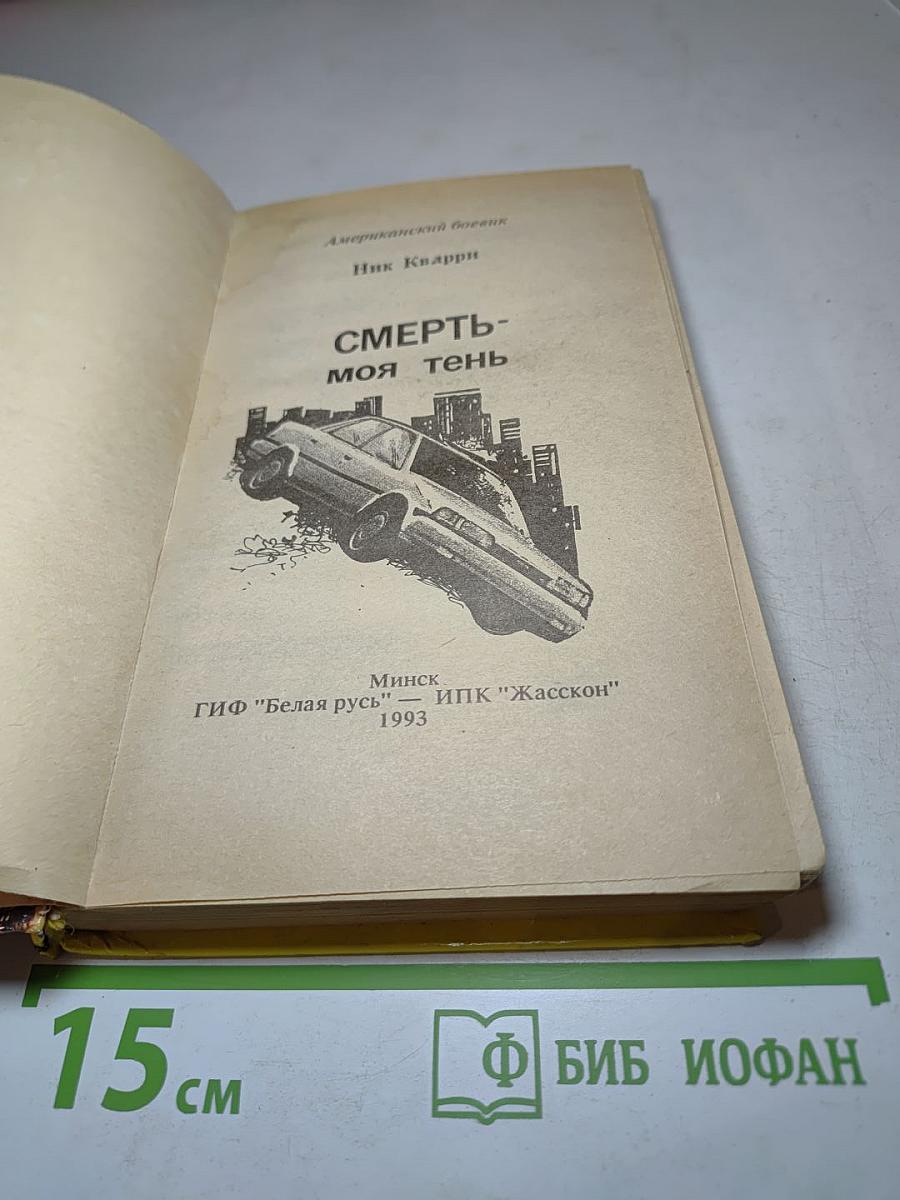 Американский боевик
Ник Кварри
СМЕРТЬ-
моя тень
Минск
ГИФ "Белая русь" — ИПК "Жасскон"
1993
15 см
Ф БИБ ИОФАН